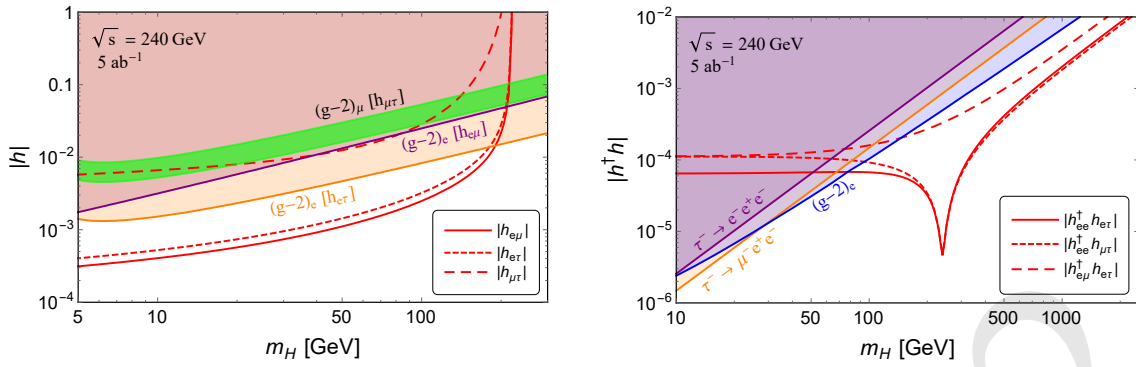 √s = 240 GeV
5 ab⁻¹
(g−2)μ [hμτ]
(g−2)e [heμ]
(g−2)e [heτ]
|heμ|
|heτ|
|hμτ|
1
0.1
10⁻²
10⁻³
10⁻⁴
|h|
5 10 50 100
mH [GeV]
√s = 240 GeV
5 ab⁻¹
τ⁻ → e⁻e⁺e⁻
τ⁻ → μ⁻e⁺e⁻
(g−2)e
|h†ee heτ|
|h†ee hμτ|
|h†eμ heτ|
10⁻²
10⁻³
10⁻⁴
10⁻⁵
10⁻⁶
|h†h|
10 50 100 500 1000
mH [GeV]